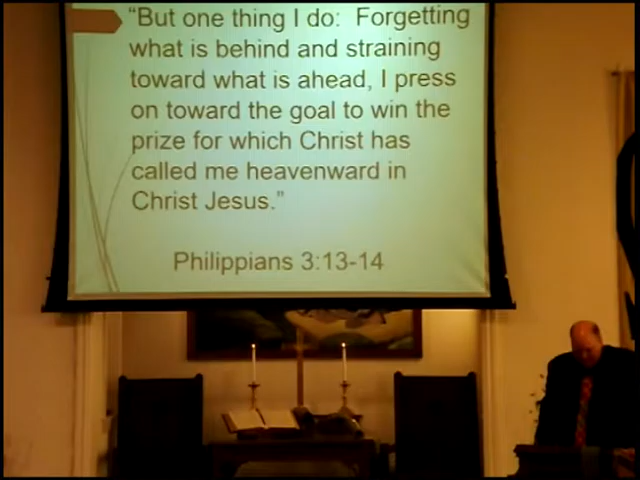 “But one thing I do:  Forgetting
what is behind and straining
toward what is ahead, I press
on toward the goal to win the
prize for which Christ has
called me heavenward in
Christ Jesus.”
Philippians 3:13-14